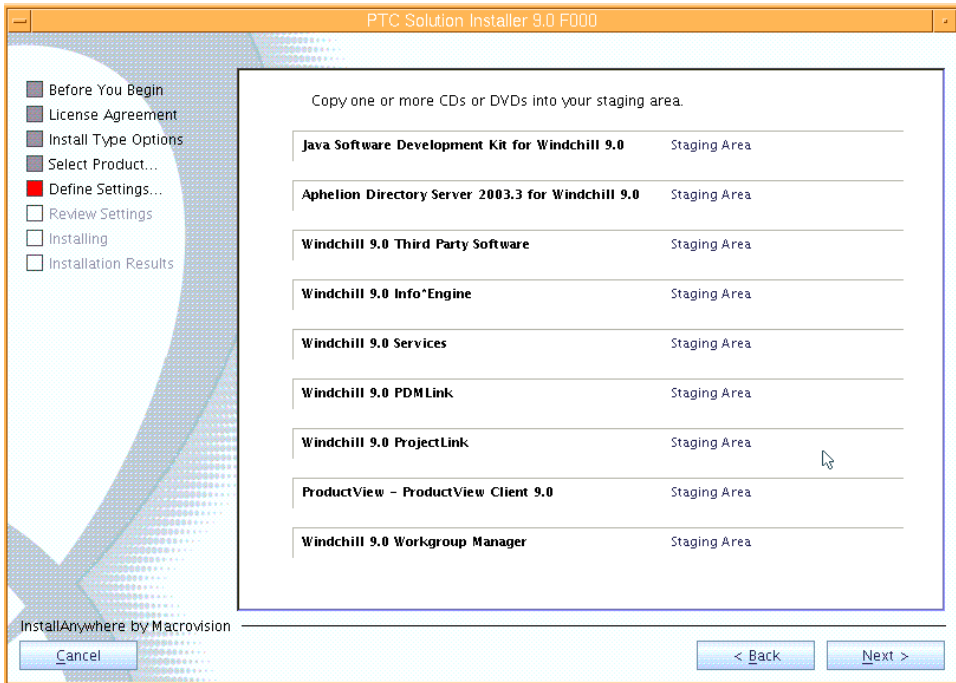 PTC Solution Installer 9.0 F000
Before You Begin
License Agreement
Install Type Options
Select Product...
Define Settings...
Review Settings
Installing
Installation Results
Copy one or more CDs or DVDs into your staging area.
Java Software Development Kit for Windchill 9.0 Staging Area
Aphelion Directory Server 2003.3 for Windchill 9.0 Staging Area
Windchill 9.0 Third Party Software Staging Area
Windchill 9.0 Info*Engine Staging Area
Windchill 9.0 Services Staging Area
Windchill 9.0 PDMLink Staging Area
Windchill 9.0 ProjectLink Staging Area
ProductView - ProductView Client 9.0 Staging Area
Windchill 9.0 Workgroup Manager Staging Area
InstallAnywhere by Macrovision
Cancel < Back Next >